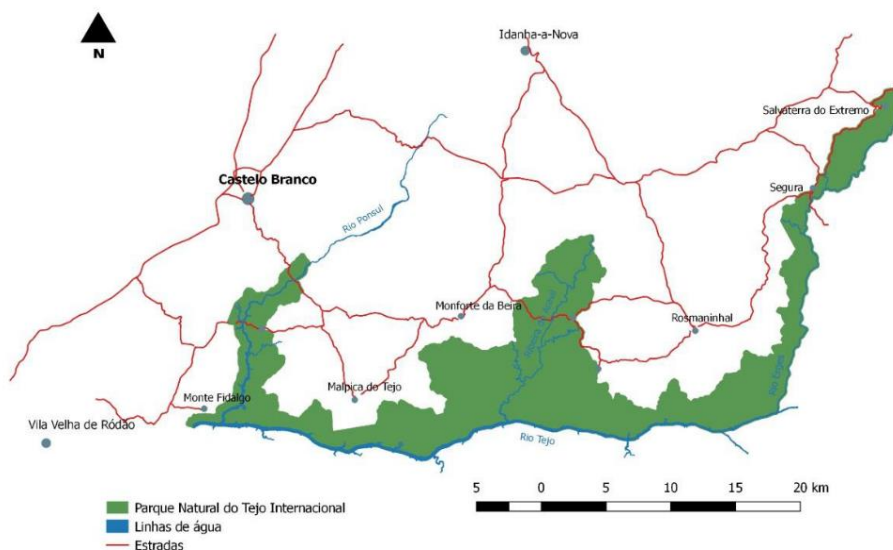 N
Idanha-a-Nova
Salvaterra do Extremo
Castelo Branco
Segura
Rio Ponsul
Monforte da Beira
Rosmaninhal
Malpica do Tejo
Monte Fidalgo
Rio Erges
Vila Velha de Ródão
Rio Tejo
5 0 5 10 15 20 km
Parque Natural do Tejo Internacional
Linhas de água
Estradas